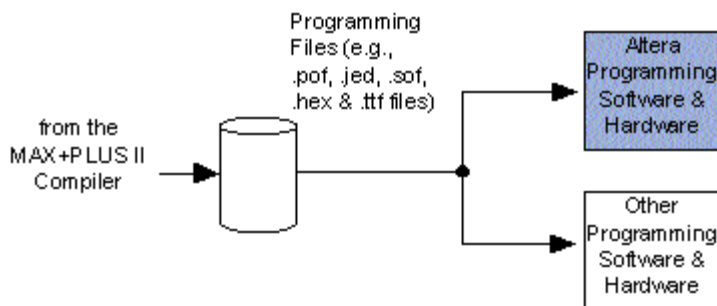 Programming
Files (e.g.,
.pof, .jed, .sof,
.hex & .ttf files)
from the
MAX+PLUS II
Compiler
Altera
Programming
Software &
Hardware
Other
Programming
Software &
Hardware